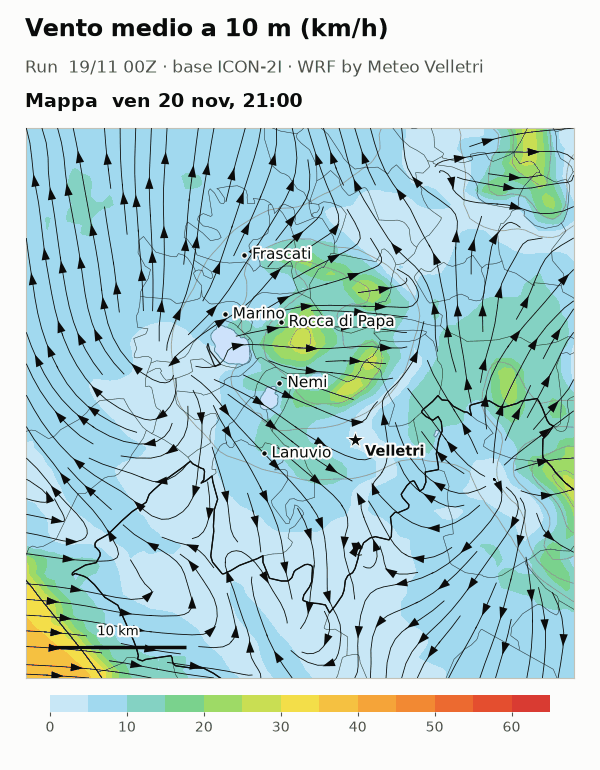 Vento medio a 10 m (km/h)
Run  19/11 00Z · base ICON-2I · WRF by Meteo Velletri
Mappa  ven 20 nov, 21:00
Frascati
Marino
Rocca di Papa
Nemi
Velletri
Lanuvio
10 km
0 10 20 30 40 50 60